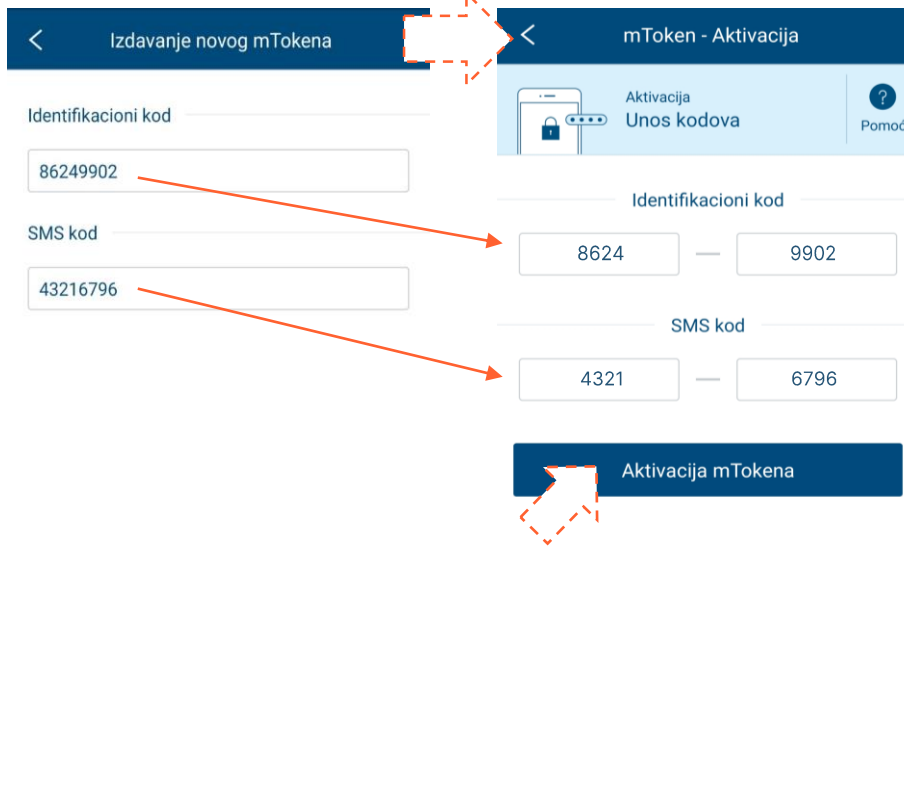 Izdavanje novog mTokena
Identifikacioni kod
86249902
SMS kod
43216796
mToken - Aktivacija
Aktivacija
Unos kodova
?
Pomoć
Identifikacioni kod
8624 — 9902
SMS kod
4321 — 6796
Aktivacija mTokena